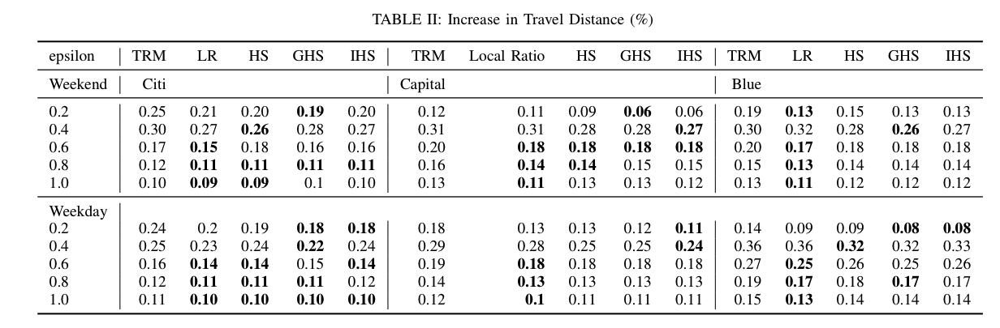 TABLE II: Increase in Travel Distance (%)
epsilon TRM LR HS GHS IHS TRM Local Ratio HS GHS IHS TRM LR HS GHS IHS
Weekend Citi Capital Blue
0.2 0.25 0.21 0.20 0.19 0.20 0.12 0.11 0.09 0.06 0.06 0.19 0.13 0.15 0.13 0.13
0.4 0.30 0.27 0.26 0.28 0.27 0.31 0.31 0.28 0.28 0.27 0.30 0.32 0.28 0.26 0.27
0.6 0.17 0.15 0.18 0.16 0.16 0.20 0.18 0.18 0.18 0.18 0.20 0.17 0.18 0.18 0.18
0.8 0.12 0.11 0.11 0.11 0.11 0.16 0.14 0.14 0.15 0.15 0.15 0.13 0.14 0.14 0.14
1.0 0.10 0.09 0.09 0.1 0.10 0.13 0.11 0.13 0.13 0.12 0.13 0.11 0.12 0.12 0.12
Weekday
0.2 0.24 0.2 0.19 0.18 0.18 0.18 0.13 0.13 0.12 0.11 0.14 0.09 0.09 0.08 0.08
0.4 0.25 0.23 0.24 0.22 0.24 0.29 0.28 0.25 0.25 0.24 0.36 0.36 0.32 0.32 0.33
0.6 0.16 0.14 0.14 0.15 0.14 0.19 0.18 0.18 0.18 0.18 0.27 0.25 0.26 0.25 0.26
0.8 0.12 0.11 0.11 0.11 0.12 0.14 0.13 0.13 0.13 0.13 0.19 0.17 0.18 0.17 0.17
1.0 0.11 0.10 0.10 0.10 0.10 0.12 0.1 0.11 0.11 0.11 0.15 0.13 0.14 0.14 0.14